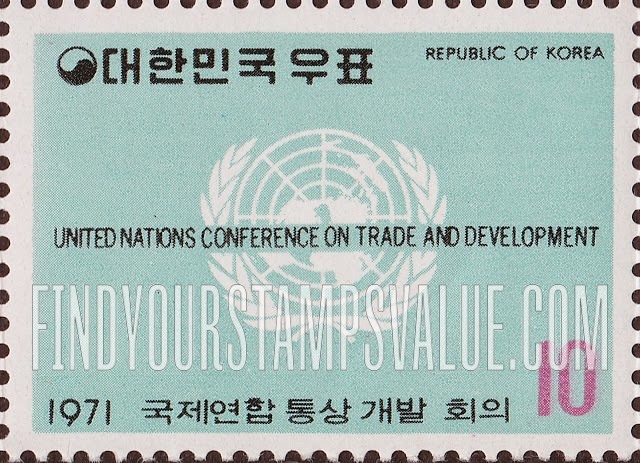 대한민국우표
REPUBLIC OF KOREA
UNITED NATIONS CONFERENCE ON TRADE AND DEVELOPMENT
FINDYOURSTAMPSVALUE.COM
10
1971 국제연합 통상 개발 회의